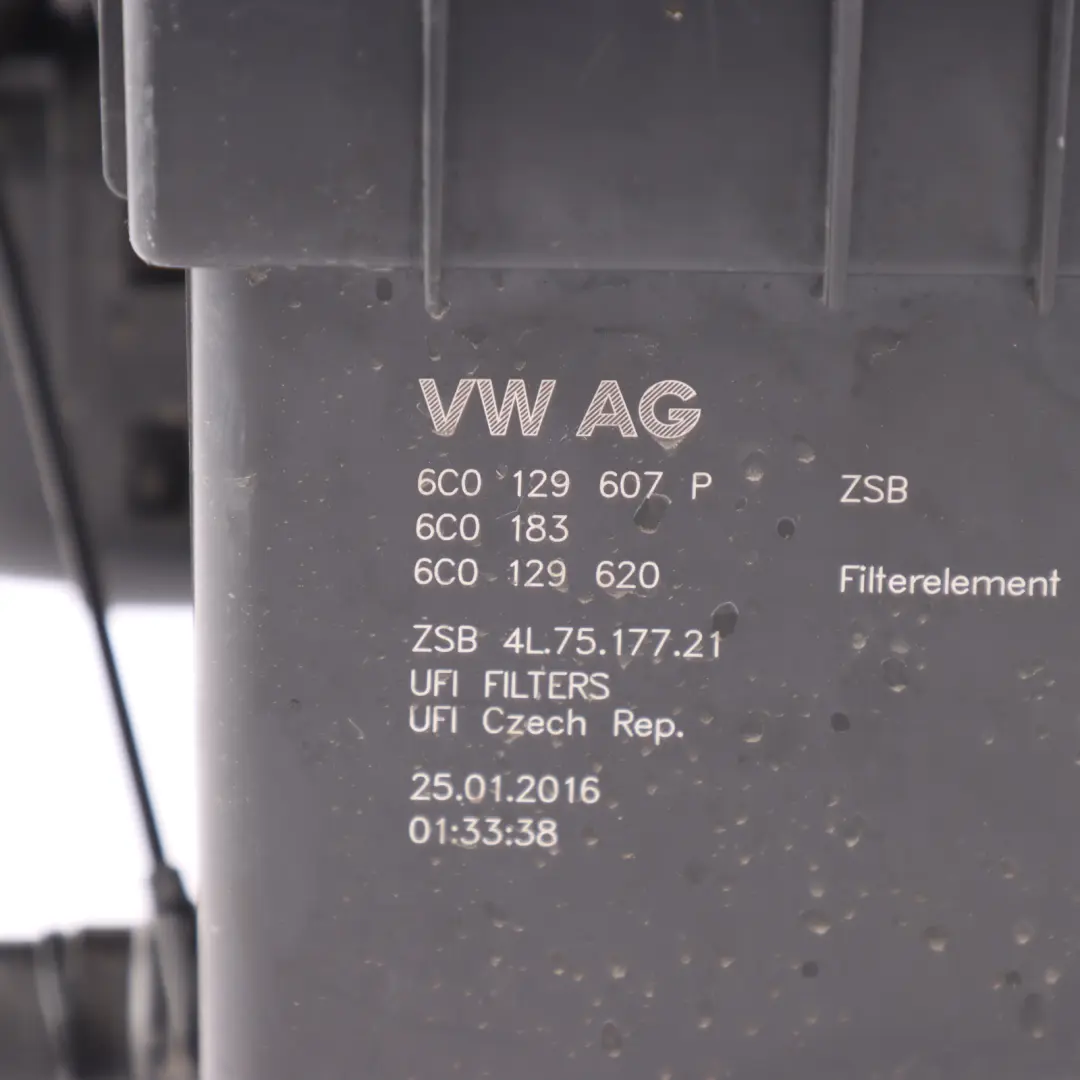 VW AG
6C0 129 607 P ZSB
6C0 183
6C0 129 620 Filterelement
ZSB 4L.75.177.21
UFI FILTERS
UFI Czech Rep.
25.01.2016
01:33:38